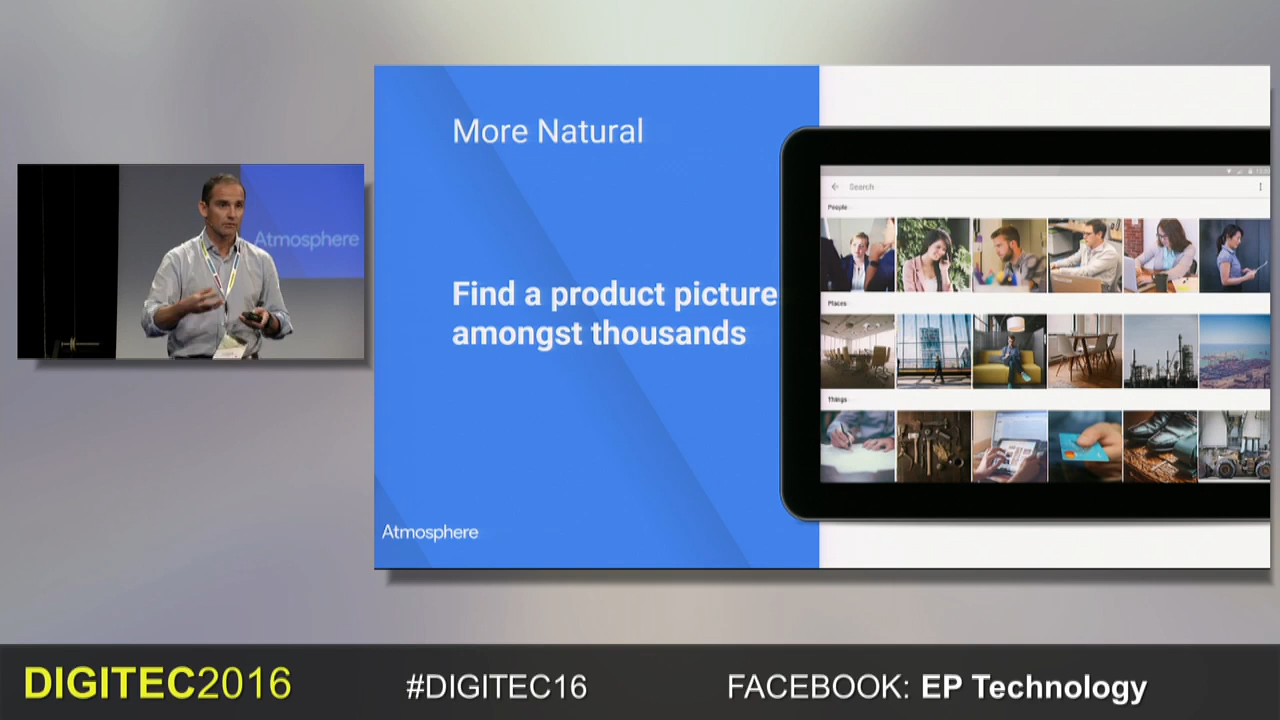 Atmosphere
More Natural
Find a product picture
amongst thousands
Atmosphere
Search
People
Places
Things
DIGITEC2016
#DIGITEC16
FACEBOOK: EP Technology